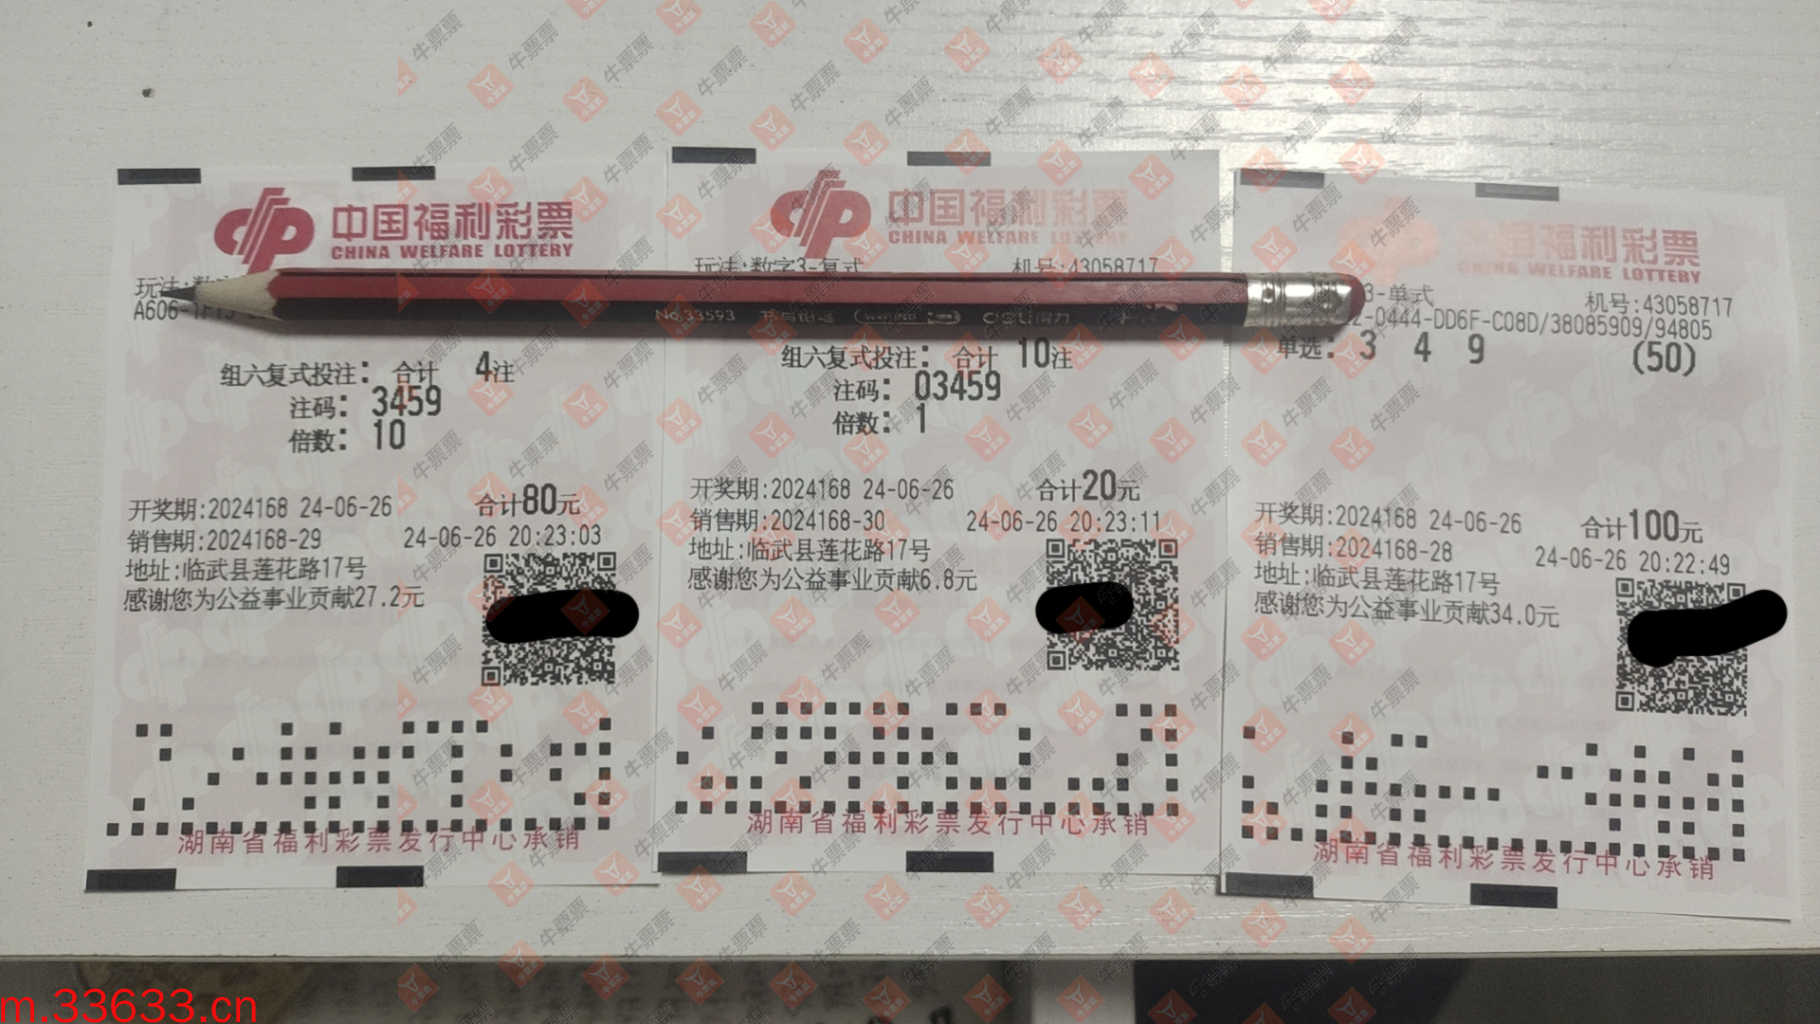 中国福利彩票
CHINA WELFARE LOTTERY
玩法:数
A606-1F
组六复式投注: 合计 4注
注码: 3459
倍数: 10
开奖期:2024168 24-06-26 合计80元
销售期:2024168-29 24-06-26 20:23:03
地址:临武县莲花路17号
感谢您为公益事业贡献27.2元
湖南省福利彩票发行中心承销
中国福利彩票
CHINA WELFARE LOTTERY
玩法:数字3-复式 机号:43058717
No.33593
组六复式投注: 合计 10注
注码: 03459
倍数: 1
开奖期:2024168 24-06-26 合计20元
销售期:2024168-30 24-06-26 20:23:11
地址:临武县莲花路17号
感谢您为公益事业贡献6.8元
湖南省福利彩票发行中心承销
中国福利彩票
CHINA WELFARE LOTTERY
3-单式 机号:43058717
-0444-DD6F-C08D/38085909/94805
单选: 3 4 9 (50)
开奖期:2024168 24-06-26 合计100元
销售期:2024168-28 24-06-26 20:22:49
地址:临武县莲花路17号
感谢您为公益事业贡献34.0元
湖南省福利彩票发行中心承销
牛票票
m.33633.cn